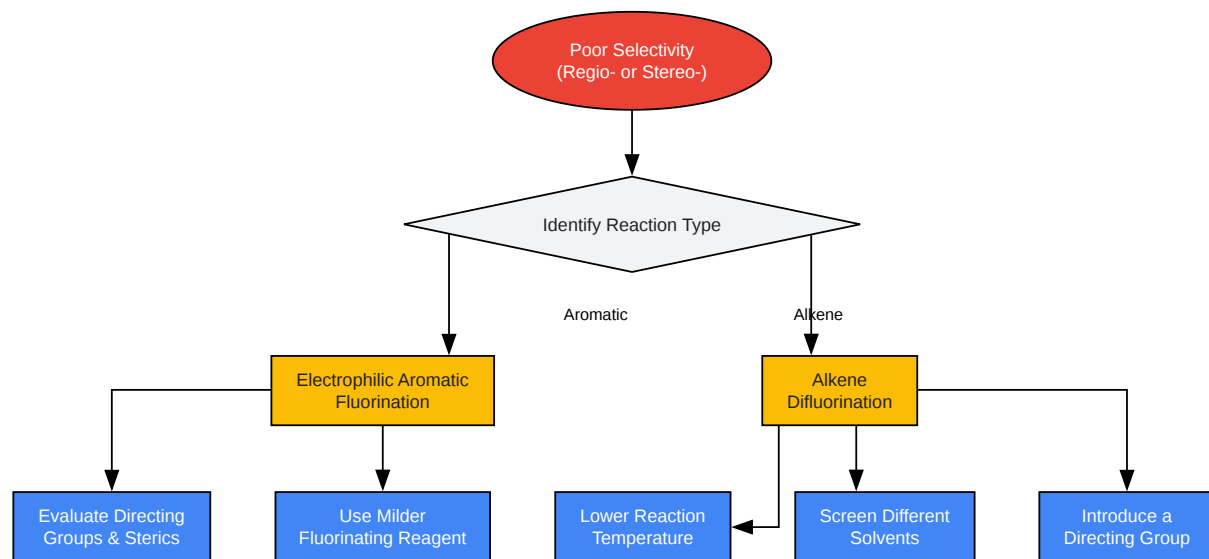 Poor Selectivity
(Regio- or Stereo-)
Identify Reaction Type
Aromatic
Alkene
Electrophilic Aromatic
Fluorination
Alkene
Difluorination
Evaluate Directing
Groups & Sterics
Use Milder
Fluorinating Reagent
Lower Reaction
Temperature
Screen Different
Solvents
Introduce a
Directing Group